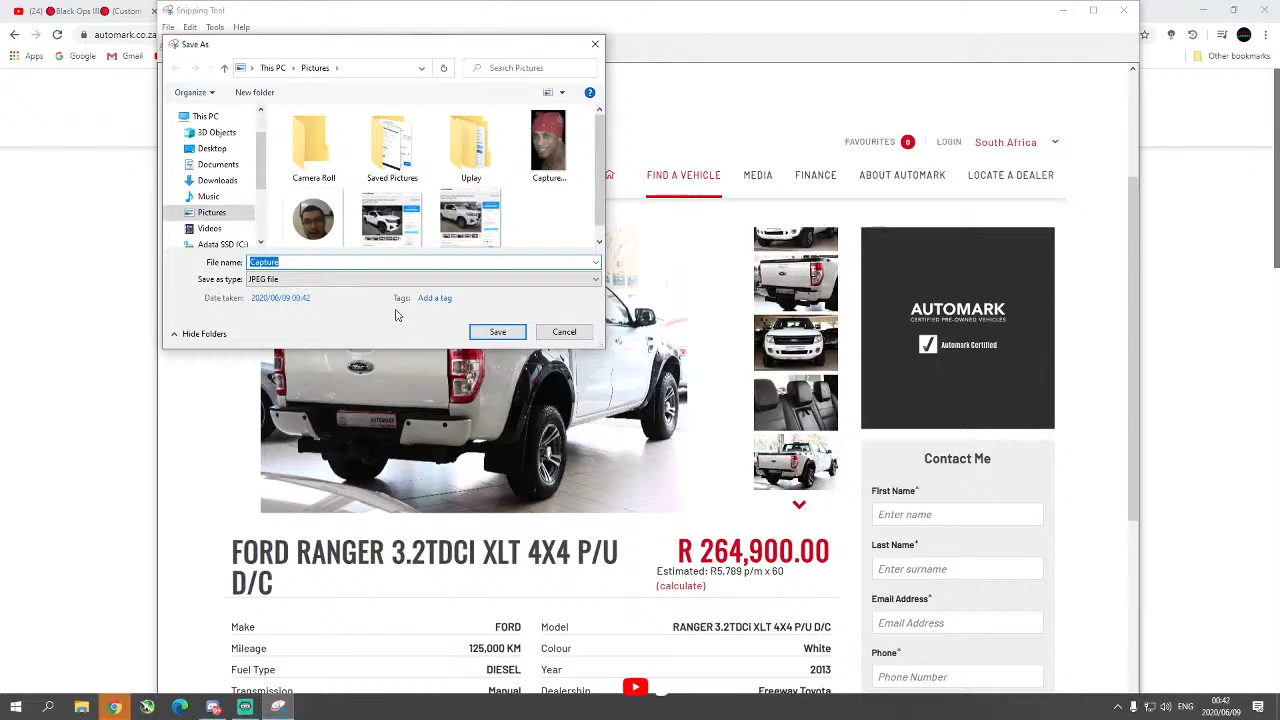 (24) Black
Snipping Tool
automark.co.za
File Edit Tools Help
Apps Google Gmail
Other bookmarks
Save As
This PC > Pictures >
Search Pictures
Organize
New folder
This PC
3D Objects
Desktop
Documents
Downloads
Music
Pictures
Videos
Adata SSD (C:)
Camera Roll
Saved Pictures
Uplay
Capture...
File name: Capture
Save as type: JPEG file
Date taken: 2020/06/09 00:42
Tags: Add a tag
Hide Folders
Save
Cancel
FAVOURITES 0
LOGIN
South Africa
FIND A VEHICLE
MEDIA
FINANCE
ABOUT AUTOMARK
LOCATE A DEALER
AUTOMARK
CERTIFIED PRE-OWNED VEHICLES
Automark Certified
AUTOMARK
Contact Me
First Name*
Enter name
Last Name*
Enter surname
Email Address*
Email Address
Phone*
Phone Number
FORD RANGER 3.2TDCI XLT 4X4 P/U
D/C
R 264,900.00
Estimated: R5,789 p/m x 60
(calculate)
Make FORD
Model RANGER 3.2TDCi XLT 4X4 P/U D/C
Mileage 125,000 KM
Colour White
Fuel Type DIESEL
Year 2013
Transmission Manual
Dealership Freeway Toyota
ENG
00:42
2020/06/09